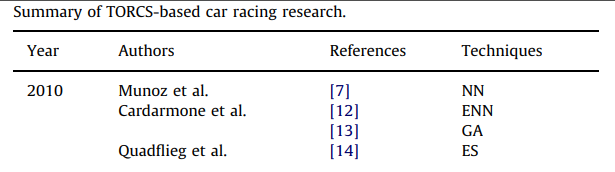 Summary of TORCS-based car racing research.
Year Authors References Techniques
2010 Munoz et al. [7] NN
Cardarmone et al. [12] ENN
[13] GA
Quadflieg et al. [14] ES